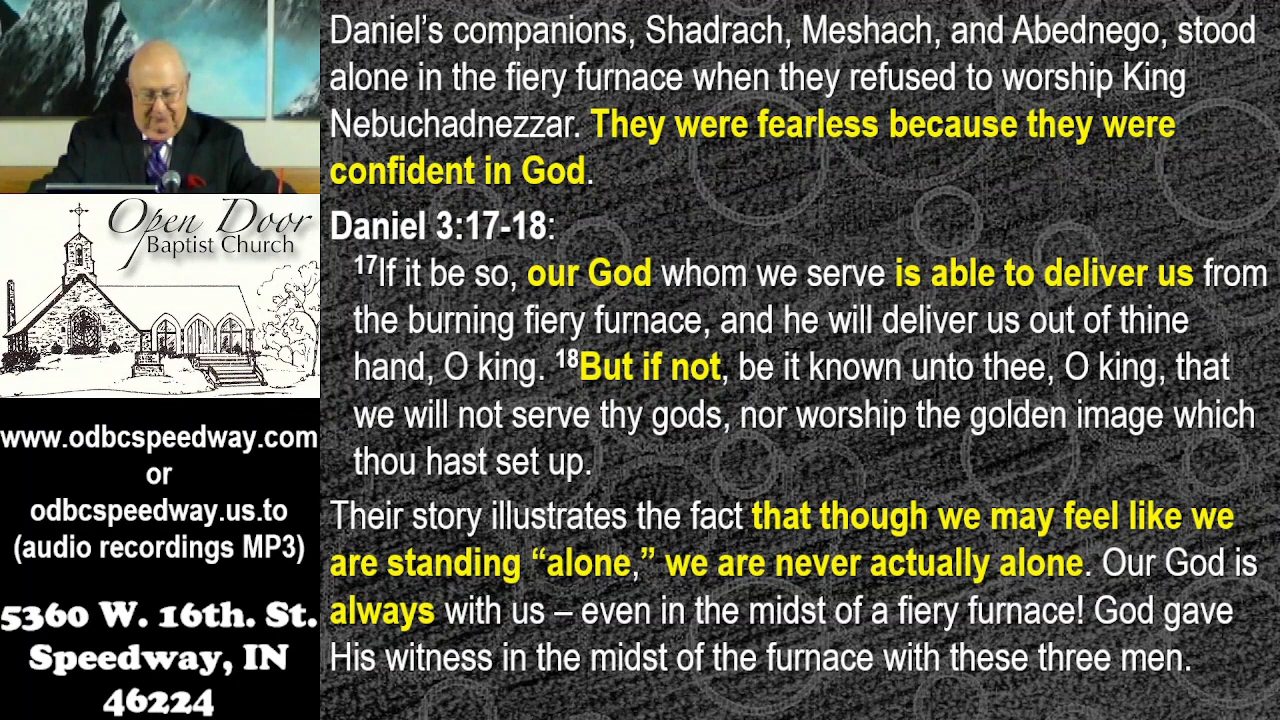 Open Door
Baptist Church
www.odbcspeedway.com
or
odbcspeedway.us.to
(audio recordings MP3)
5360 W. 16th. St.
Speedway, IN
46224
Daniel’s companions, Shadrach, Meshach, and Abednego, stood
alone in the fiery furnace when they refused to worship King
Nebuchadnezzar. They were fearless because they were
confident in God.
Daniel 3:17-18:
17If it be so, our God whom we serve is able to deliver us from
the burning fiery furnace, and he will deliver us out of thine
hand, O king. 18But if not, be it known unto thee, O king, that
we will not serve thy gods, nor worship the golden image which
thou hast set up.
Their story illustrates the fact that though we may feel like we
are standing “alone,” we are never actually alone. Our God is
always with us – even in the midst of a fiery furnace! God gave
His witness in the midst of the furnace with these three men.